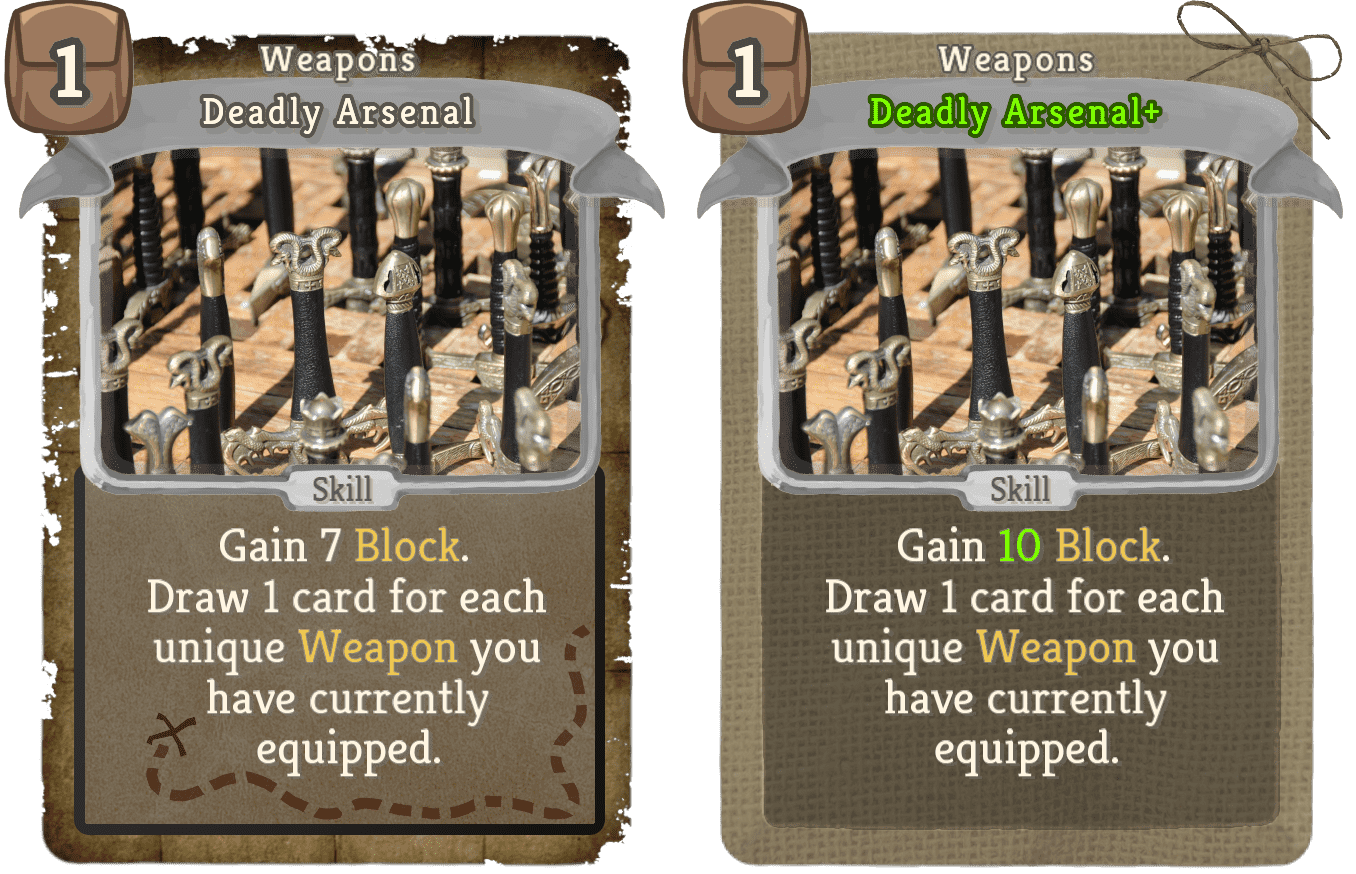 1
Weapons
Deadly Arsenal
Skill
Gain 7 Block.
Draw 1 card for each
unique Weapon you
have currently
equipped.
1
Weapons
Deadly Arsenal+
Skill
Gain 10 Block.
Draw 1 card for each
unique Weapon you
have currently
equipped.